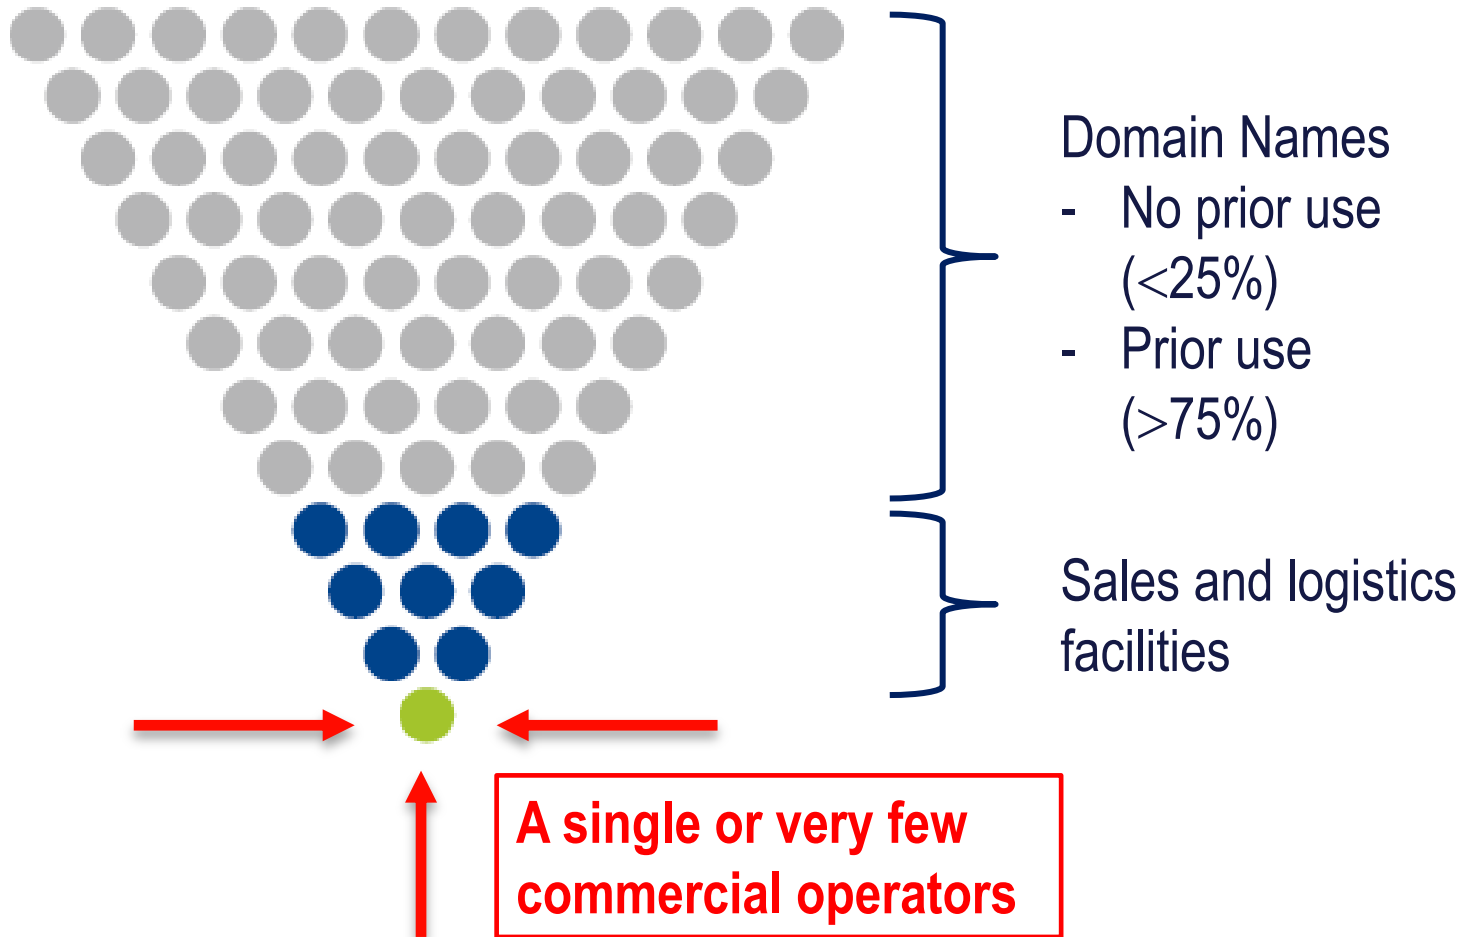 Domain Names
- No prior use
(<25%)
- Prior use
(>75%)
Sales and logistics
facilities
A single or very few
commercial operators